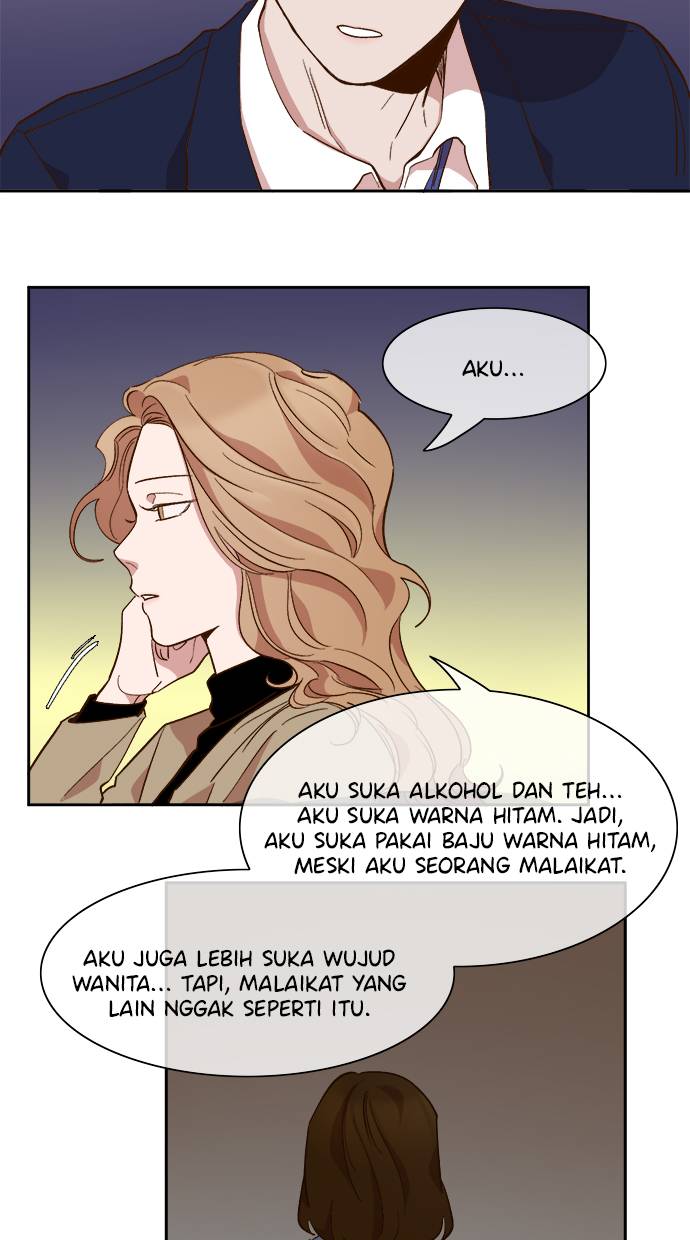 AKU...
AKU SUKA ALKOHOL DAN TEH...
AKU SUKA WARNA HITAM. JADI,
AKU SUKA PAKAI BAJU WARNA HITAM,
MESKI AKU SEORANG MALAIKAT.
AKU JUGA LEBIH SUKA WUJUD
WANITA... TAPI, MALAIKAT YANG
LAIN NGGAK SEPERTI ITU.